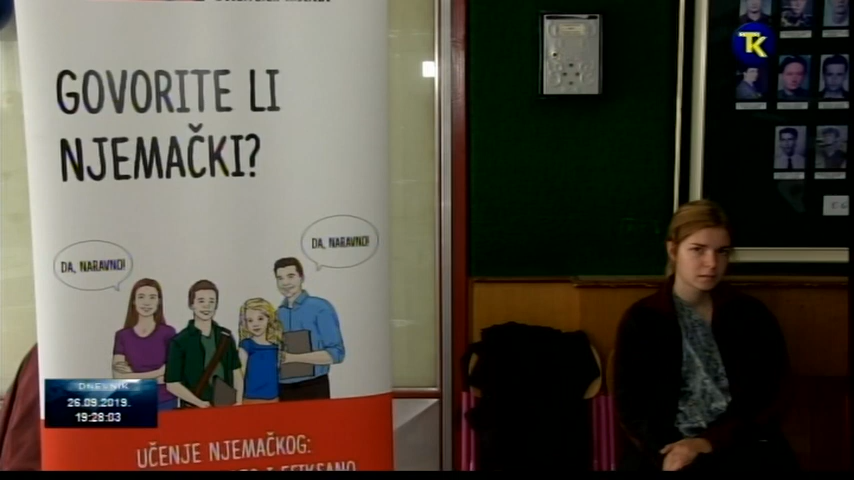 GOVORITE LI
NJEMAČKI?
DA, NARAVNO!
DA, NARAVNO!
UČENJE NJEMAČKOG:
TK
DNEVNIK
26.09.2019.
19:28:03